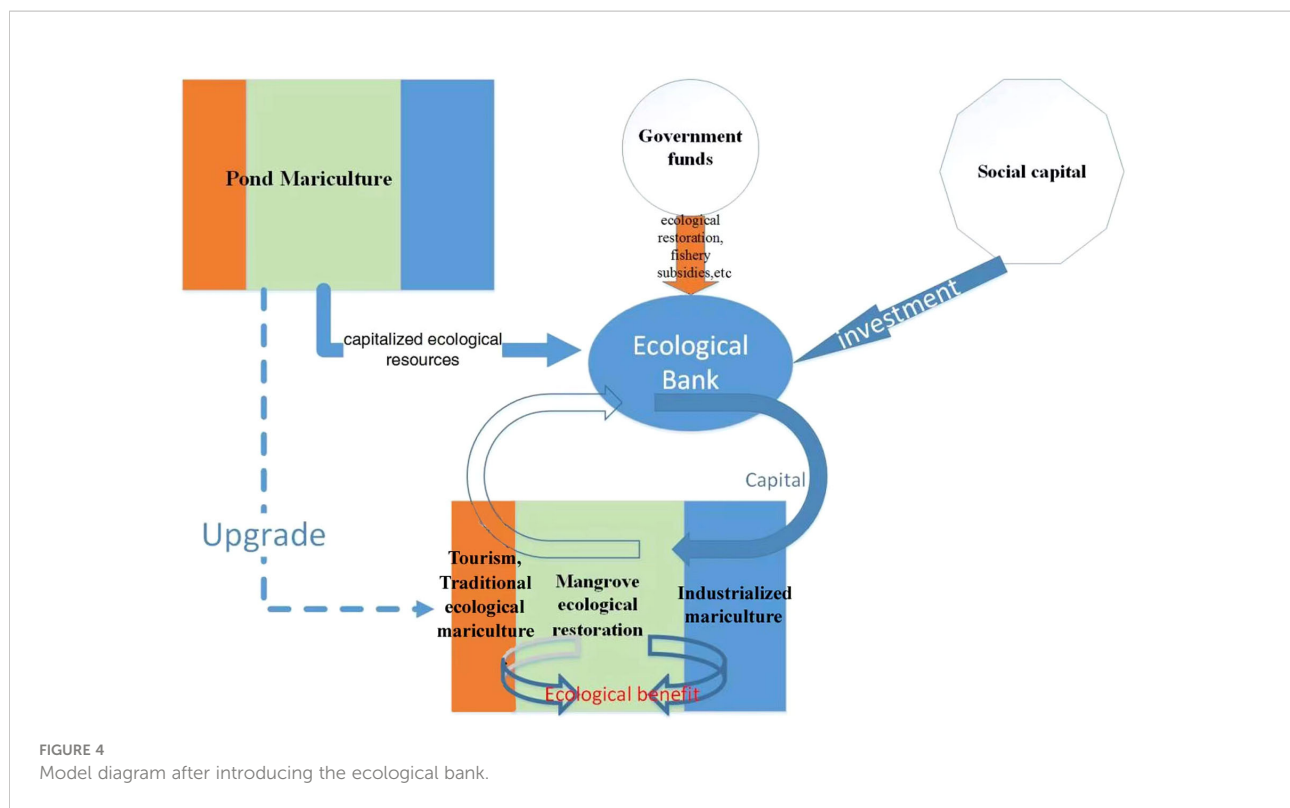 Pond Mariculture
Government
funds
Social capital
ecological
restoration,
fishery
subsidies,etc
investment
capitalized ecological
resources
Ecological
Bank
Capital
Upgrade
Tourism,
Traditional
ecological
mariculture
Mangrove
ecological
restoration
Industrialized
mariculture
Ecological benefit
FIGURE 4
Model diagram after introducing the ecological bank.